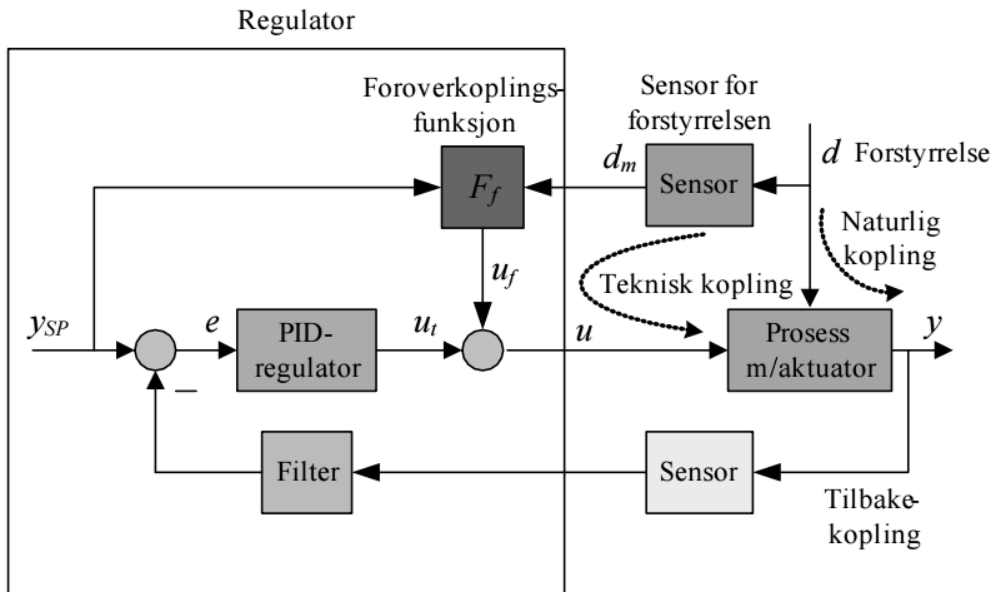 Regulator
Foroverkoplings-
funksjon
Sensor for
forstyrrelsen
d_m
d Forstyrrelse
F_f
Sensor
Naturlig
kopling
u_f
Teknisk kopling
y_SP
e
PID-
regulator
u_t
u
Prosess
m/aktuator
y
–
Filter
Sensor
Tilbake-
kopling